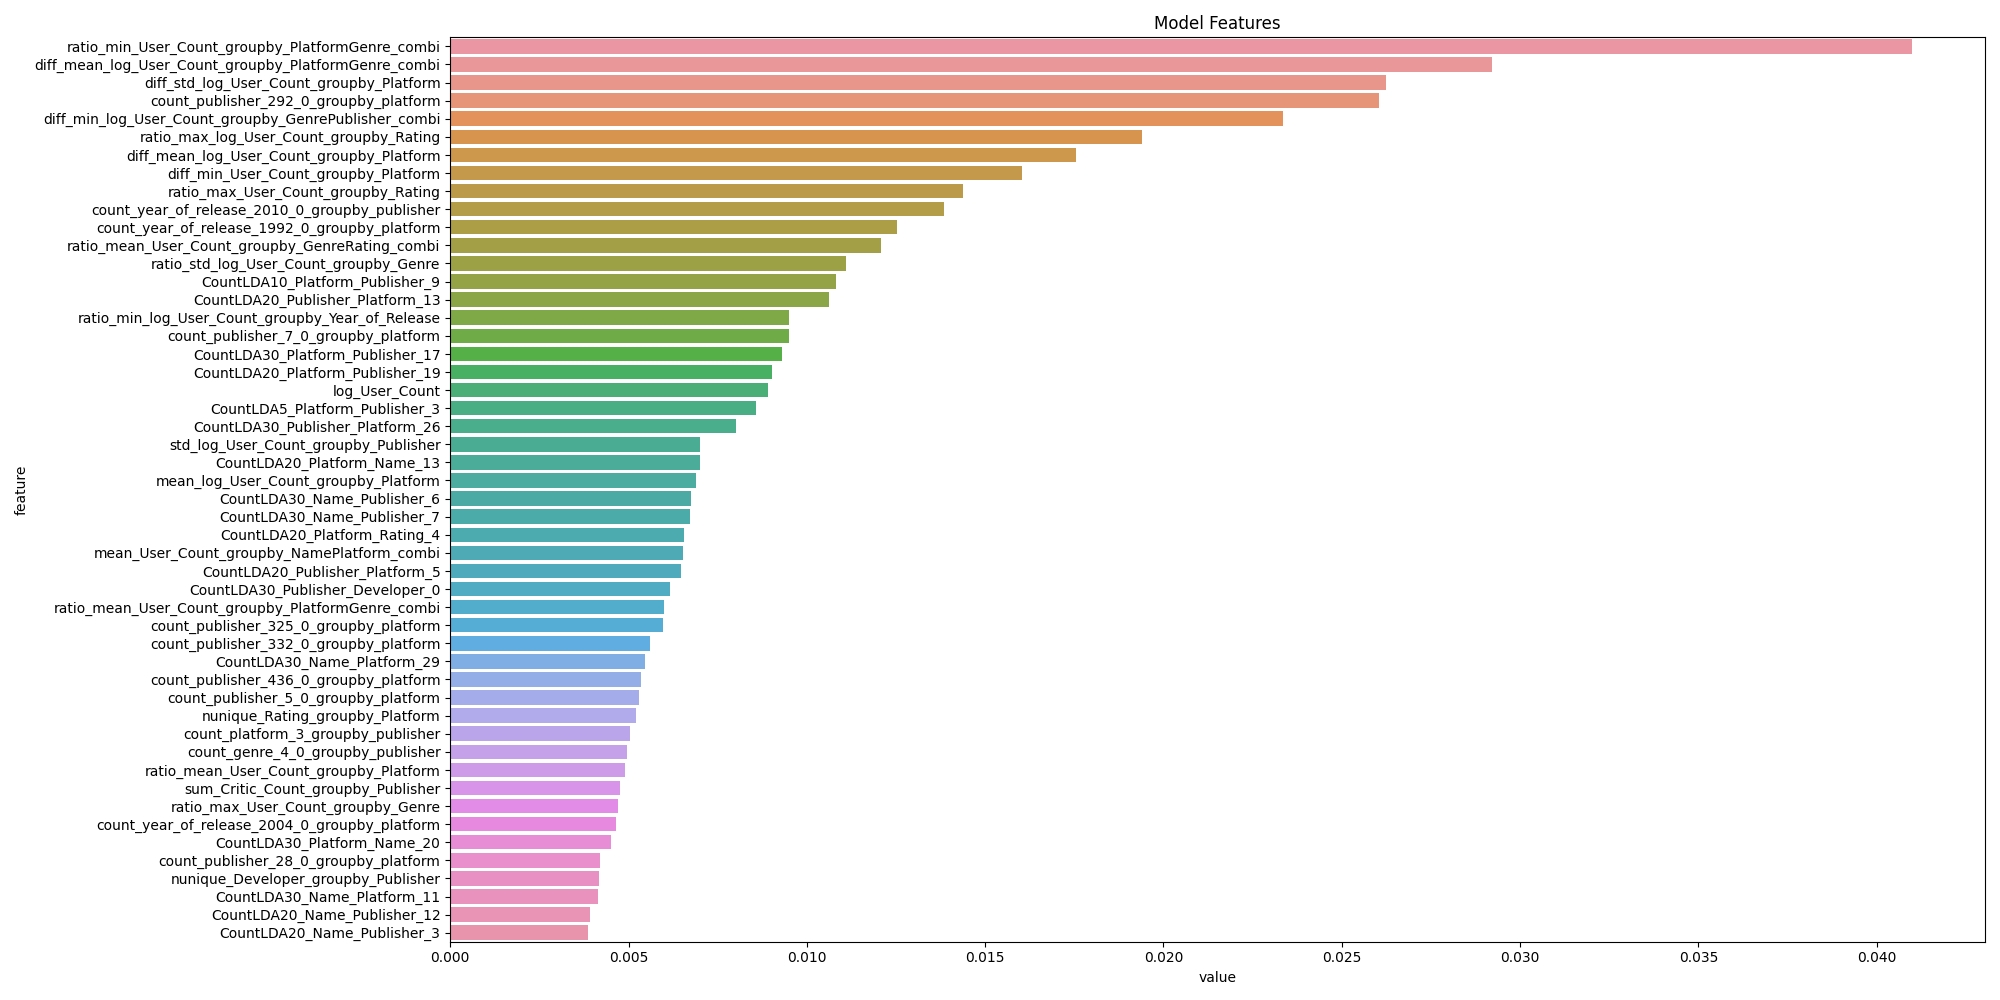 Model Features
ratio_min_User_Count_groupby_PlatformGenre_combi
diff_mean_log_User_Count_groupby_PlatformGenre_combi
diff_std_log_User_Count_groupby_Platform
count_publisher_292_0_groupby_platform
diff_min_log_User_Count_groupby_GenrePublisher_combi
ratio_max_log_User_Count_groupby_Rating
diff_mean_log_User_Count_groupby_Platform
diff_min_User_Count_groupby_Platform
ratio_max_User_Count_groupby_Rating
count_year_of_release_2010_0_groupby_publisher
count_year_of_release_1992_0_groupby_platform
ratio_mean_User_Count_groupby_GenreRating_combi
ratio_std_log_User_Count_groupby_Genre
CountLDA10_Platform_Publisher_9
CountLDA20_Publisher_Platform_13
ratio_min_log_User_Count_groupby_Year_of_Release
count_publisher_7_0_groupby_platform
CountLDA30_Platform_Publisher_17
CountLDA20_Platform_Publisher_19
log_User_Count
CountLDA5_Platform_Publisher_3
CountLDA30_Publisher_Platform_26
std_log_User_Count_groupby_Publisher
CountLDA20_Platform_Name_13
mean_log_User_Count_groupby_Platform
CountLDA30_Name_Publisher_6
CountLDA30_Name_Publisher_7
CountLDA20_Platform_Rating_4
mean_User_Count_groupby_NamePlatform_combi
CountLDA20_Publisher_Platform_5
CountLDA30_Publisher_Developer_0
ratio_mean_User_Count_groupby_PlatformGenre_combi
count_publisher_325_0_groupby_platform
count_publisher_332_0_groupby_platform
CountLDA30_Name_Platform_29
count_publisher_436_0_groupby_platform
count_publisher_5_0_groupby_platform
nunique_Rating_groupby_Platform
count_platform_3_groupby_publisher
count_genre_4_0_groupby_publisher
ratio_mean_User_Count_groupby_Platform
sum_Critic_Count_groupby_Publisher
ratio_max_User_Count_groupby_Genre
count_year_of_release_2004_0_groupby_platform
CountLDA30_Platform_Name_20
count_publisher_28_0_groupby_platform
nunique_Developer_groupby_Publisher
CountLDA30_Name_Platform_11
CountLDA20_Name_Publisher_12
CountLDA20_Name_Publisher_3
feature
0.000 0.005 0.010 0.015 0.020 0.025 0.030 0.035 0.040
value